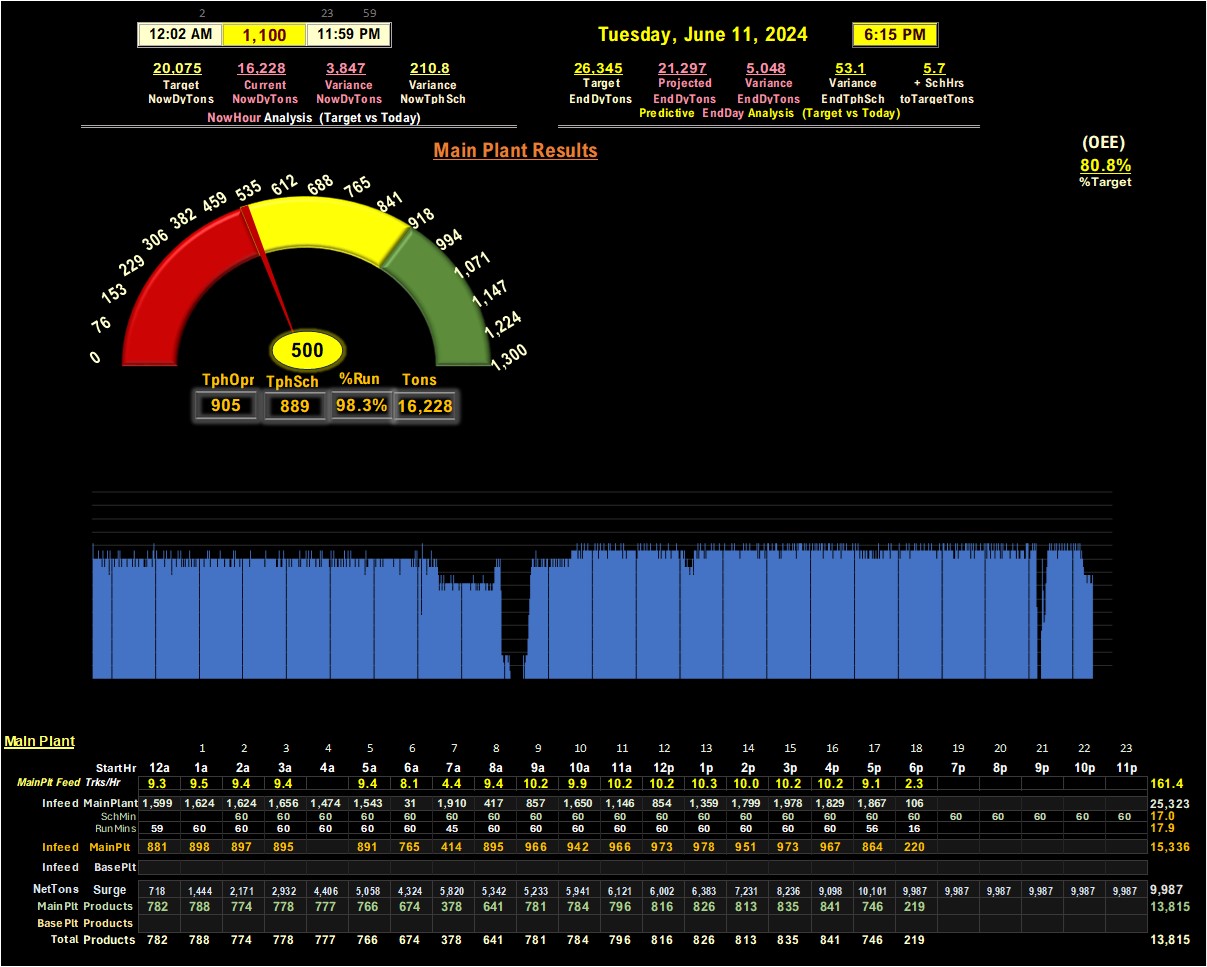 2 23 59
12:02 AM 1,100 11:59 PM
Tuesday, June 11, 2024 6:15 PM
20,075 16,228 3,847 210.8
Target Current Variance Variance
NowDyTons NowDyTons NowDyTons NowTphSch
NowHour Analysis (Target vs Today)
26,345 21,297 5,048 53.1 5.7
Target Projected Variance Variance + SchHrs
EndDyTons EndDyTons EndDyTons EndTphSch toTargetTons
Predictive EndDay Analysis (Target vs Today)
(OEE)
80.8%
%Target
Main Plant Results
0 76 153 229 306 382 459 535 612 688 765 841 918 994 1,071 1,147 1,224 1,300
500
TphOpr TphSch %Run Tons
905 889 98.3% 16,228
Main Plant
1 2 3 4 5 6 7 8 9 10 11 12 13 14 15 16 17 18 19 20 21 22 23
StartHr 12a 1a 2a 3a 4a 5a 6a 7a 8a 9a 10a 11a 12p 1p 2p 3p 4p 5p 6p 7p 8p 9p 10p 11p
MainPlt Feed Trks/Hr 9.3 9.5 9.4 9.4 9.4 8.1 4.4 9.4 10.2 9.9 10.2 10.2 10.3 10.0 10.2 10.2 9.1 2.3 161.4
Infeed MainPlant 1,599 1,624 1,624 1,656 1,474 1,543 31 1,910 417 857 1,650 1,146 854 1,359 1,799 1,978 1,829 1,867 106 25,323
SchMin 60 60 60 60 60 60 60 60 60 60 60 60 60 60 60 60 60 60 60 60 60 60 17.0
RunMins 59 60 60 60 60 60 60 45 60 60 60 60 60 60 60 60 60 56 16 17.9
Infeed MainPlt 881 898 897 895 891 765 414 895 966 942 966 973 978 951 973 967 864 220 15,336
Infeed BasePlt
NetTons Surge 718 1,444 2,171 2,932 4,406 5,058 4,324 5,820 5,342 5,233 5,941 6,121 6,002 6,383 7,231 8,236 9,098 10,101 9,987 9,987 9,987 9,987 9,987 9,987 9,987
MainPlt Products 782 788 774 778 777 766 674 378 641 781 784 796 816 826 813 835 841 746 219 13,815
BasePlt Products
Total Products 782 788 774 778 777 766 674 378 641 781 784 796 816 826 813 835 841 746 219 13,815